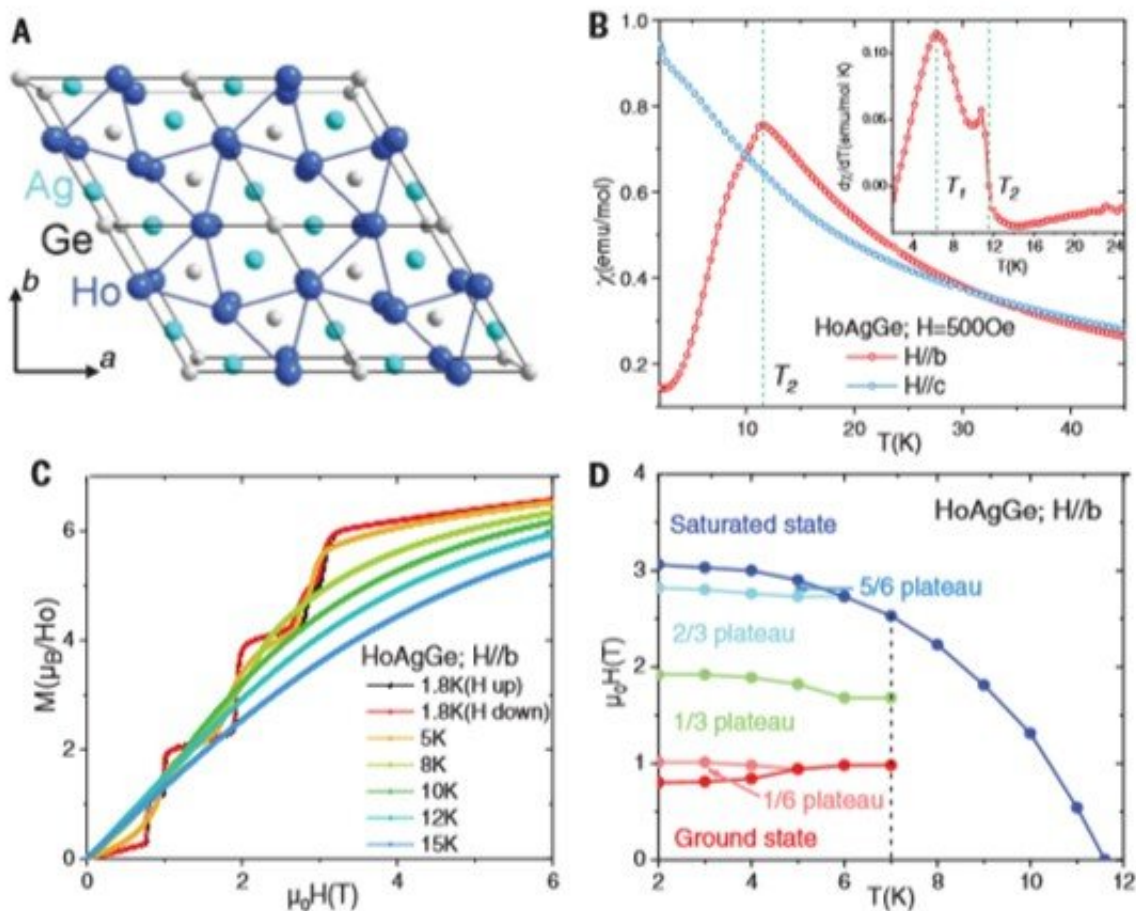 A
Ag
Ge
Ho
b
a
B
χ(emu/mol)
1.0
0.8
0.6
0.4
0.2
10
20
30
40
T(K)
T2
HoAgGe; H=500Oe
H//b
H//c
dχ/dT(emu/mol K)
0.10
0.05
0.00
T1
T2
4
8
12
16
20
24
T(K)
C
M(μB/Ho)
6
4
2
0
0
2
4
6
μ0H(T)
HoAgGe; H//b
1.8K(H up)
1.8K(H down)
5K
8K
10K
12K
15K
D
μ0H(T)
4
3
2
1
0
2
4
6
8
10
12
T(K)
HoAgGe; H//b
Saturated state
5/6 plateau
2/3 plateau
1/3 plateau
1/6 plateau
Ground state